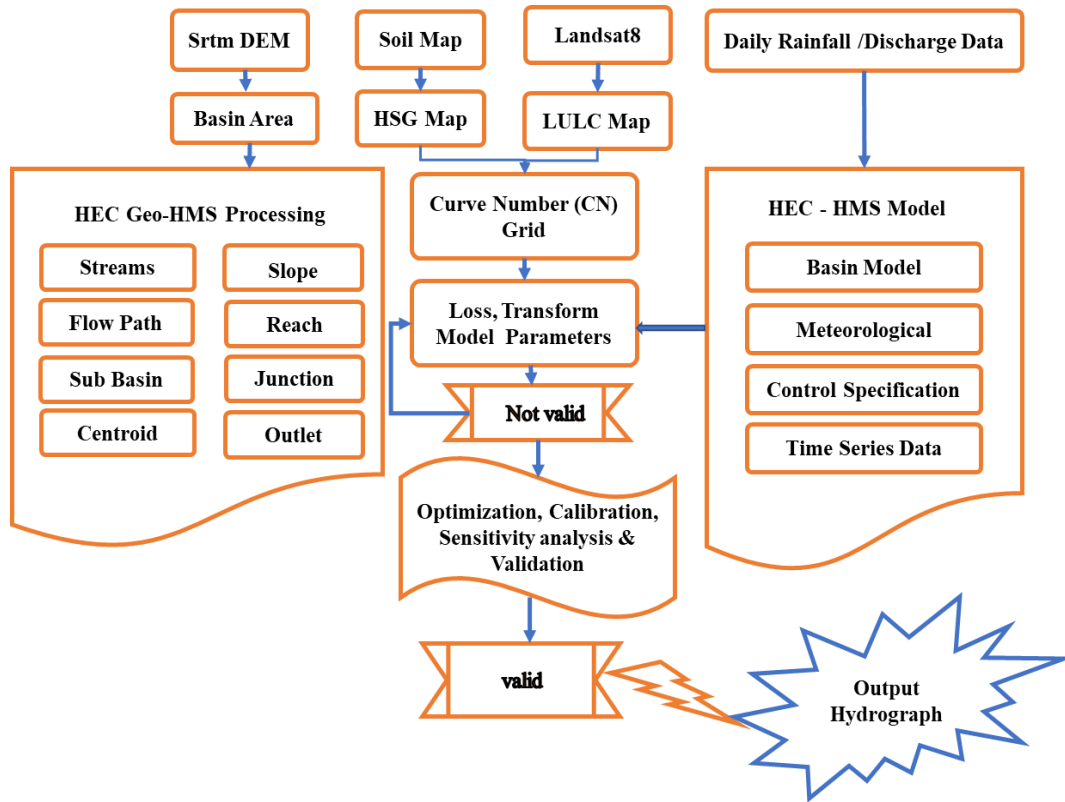 Srtm DEM
Soil Map
Landsat8
Daily Rainfall /Discharge Data
Basin Area
HSG Map
LULC Map
HEC Geo-HMS Processing
Streams
Slope
Flow Path
Reach
Sub Basin
Junction
Centroid
Outlet
Curve Number (CN)
Grid
Loss, Transform
Model Parameters
Not valid
Optimization, Calibration,
Sensitivity analysis &
Validation
valid
HEC - HMS Model
Basin Model
Meteorological
Control Specification
Time Series Data
Output
Hydrograph